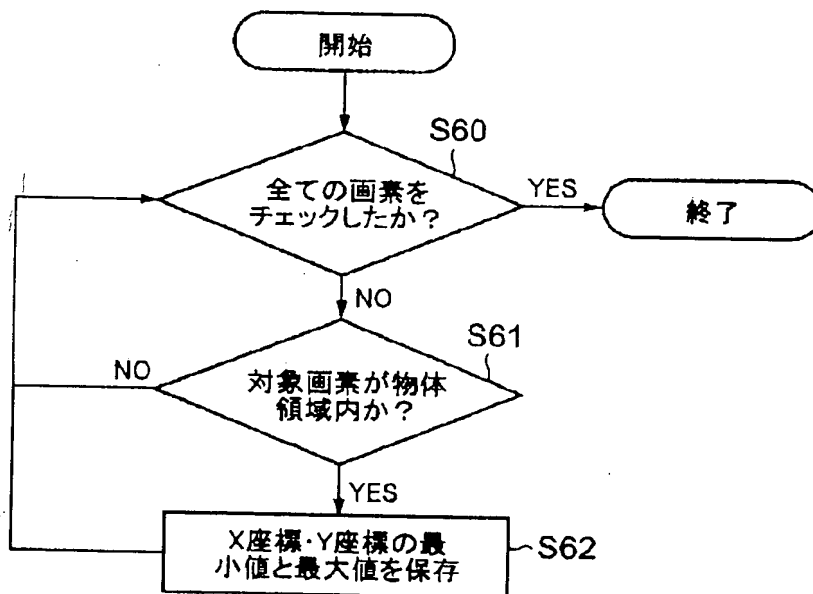 開始
S60
全ての画素を
チェックしたか？
YES
終了
NO
S61
対象画素が物体
領域内か？
NO
YES
X座標・Y座標の最
小値と最大値を保存
S62